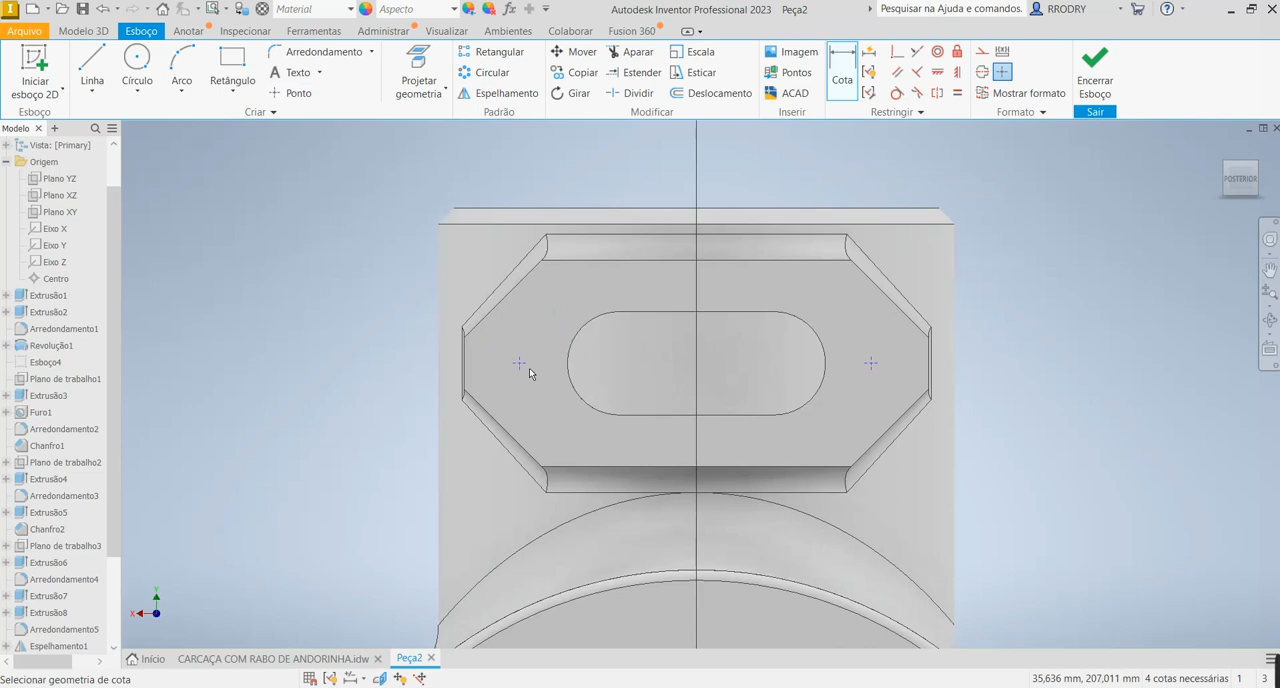 Material
Aspecto
fx
Autodesk Inventor Professional 2023 Peça2
Pesquisar na Ajuda e comandos.
RRODRY
Arquivo
Modelo 3D
Esboço
Anotar
Inspecionar
Ferramentas
Administrar
Visualizar
Ambientes
Colaborar
Fusion 360
Iniciar
esboço 2D
Linha
Círculo
Arco
Retângulo
Arredondamento
Texto
Ponto
Projetar
geometria
Retangular
Circular
Espelhamento
Mover
Copiar
Girar
Aparar
Estender
Dividir
Escala
Esticar
Deslocamento
Imagem
Pontos
ACAD
Cota
Mostrar formato
Encerrar
Esboço
Esboço
Criar
Padrão
Modificar
Inserir
Restringir
Formato
Sair
Modelo
Vista: [Primary]
Origem
Plano YZ
Plano XZ
Plano XY
Eixo X
Eixo Y
Eixo Z
Centro
Extrusão1
Extrusão2
Arredondamento1
Revolução1
Esboço4
Plano de trabalho1
Extrusão3
Furo1
Arredondamento2
Chanfro1
Plano de trabalho2
Extrusão4
Arredondamento3
Extrusão5
Chanfro2
Plano de trabalho3
Extrusão6
Arredondamento4
Extrusão7
Extrusão8
Arredondamento5
Espelhamento1
POSTERIOR
Y
X
Início
CARCAÇA COM RABO DE ANDORINHA.idw
Peça2
Selecionar geometria de cota
35,636 mm, 207,011 mm 4 cotas necessárias 1 3